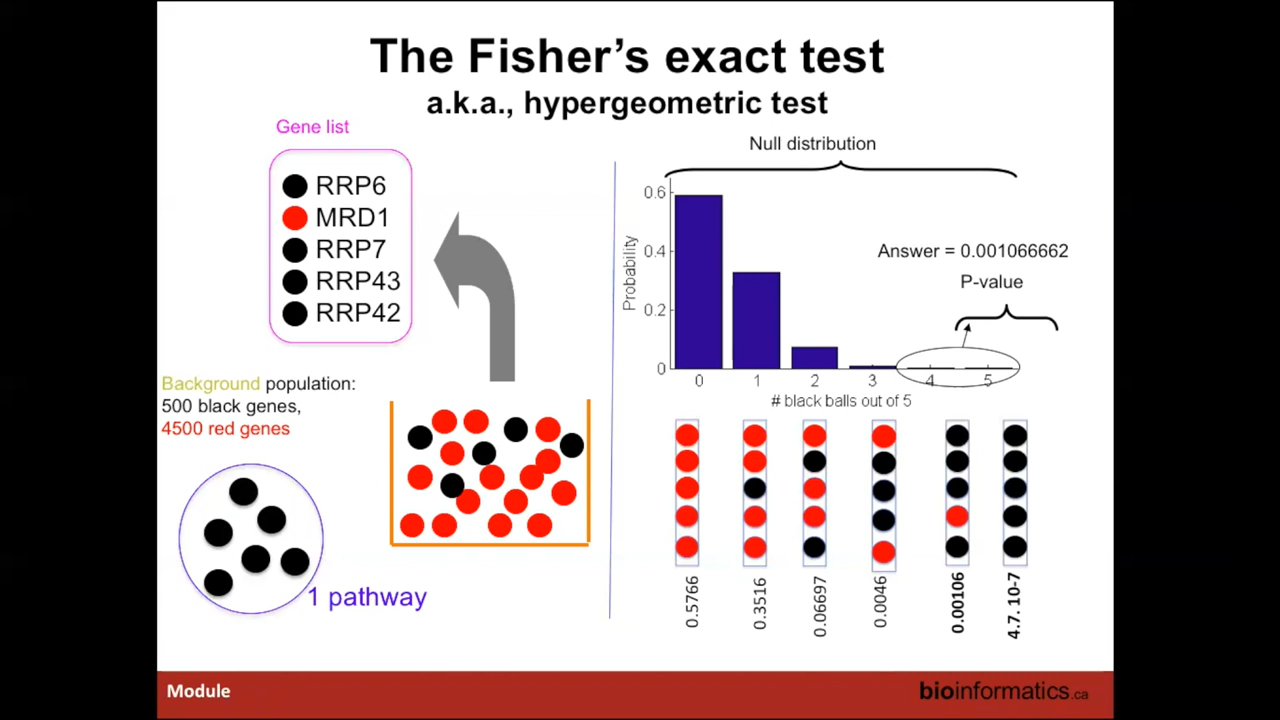 The Fisher’s exact test
a.k.a., hypergeometric test
Gene list
RRP6
MRD1
RRP7
RRP43
RRP42
Background population:
500 black genes,
4500 red genes
1 pathway
Null distribution
Probability
0.6
0.4
0.2
0
0 1 2 3 4 5
# black balls out of 5
Answer = 0.001066662
P-value
0.5766
0.3516
0.06697
0.0046
0.00106
4.7. 10-7
Module
bioinformatics.ca